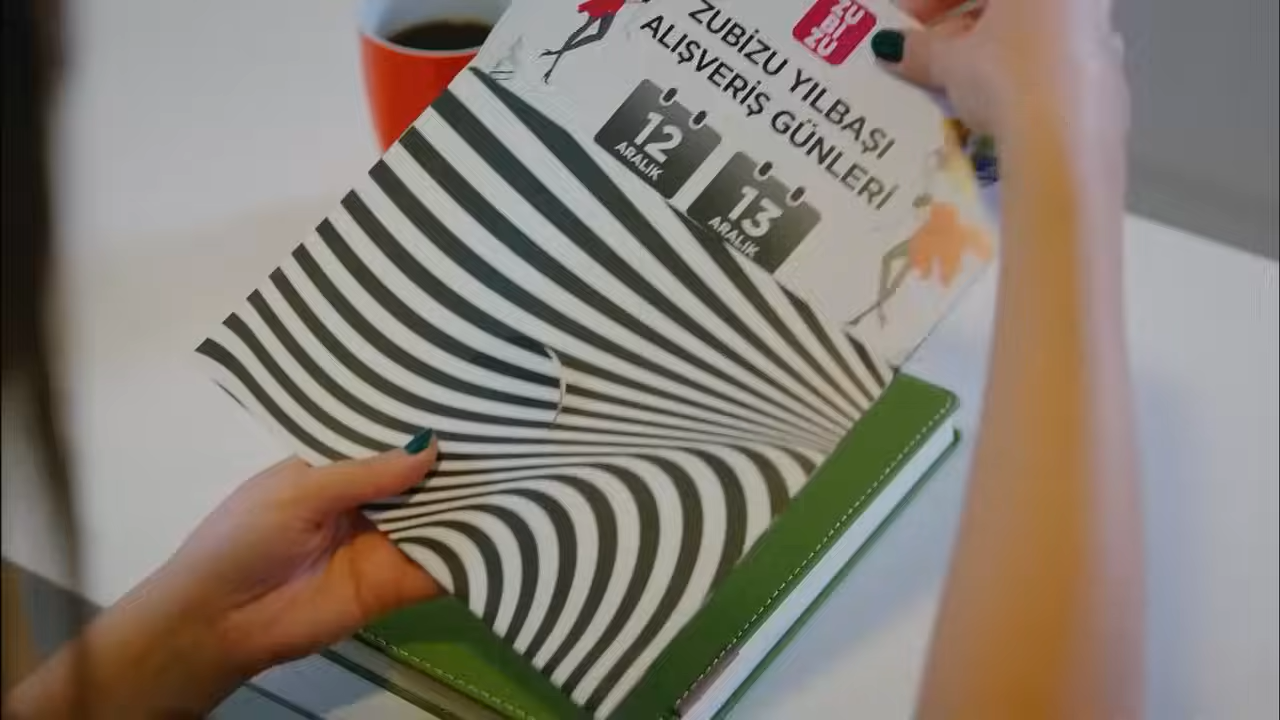 ZU
Bİ
ZU
ZUBİZU YILBAŞI
ALIŞVERİŞ GÜNLERİ
12
ARALIK
13
ARALIK